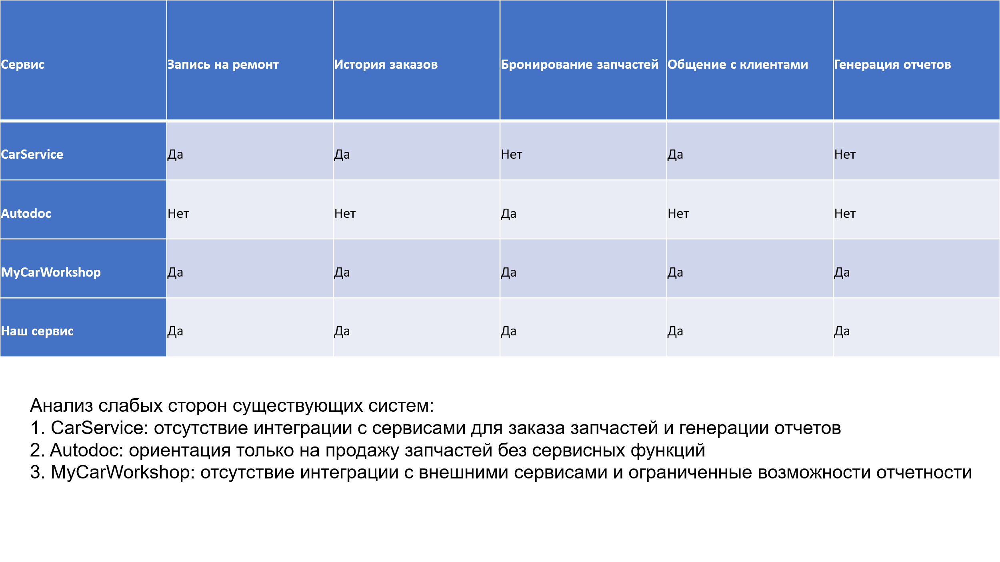 Сервис Запись на ремонт История заказов Бронирование запчастей Общение с клиентами Генерация отчетов
CarService Да Да Нет Да Нет
Autodoc Нет Нет Да Нет Нет
MyCarWorkshop Да Да Да Да Да
Наш сервис Да Да Да Да Да
Анализ слабых сторон существующих систем:
1. CarService: отсутствие интеграции с сервисами для заказа запчастей и генерации отчетов
2. Autodoc: ориентация только на продажу запчастей без сервисных функций
3. MyCarWorkshop: отсутствие интеграции с внешними сервисами и ограниченные возможности отчетности